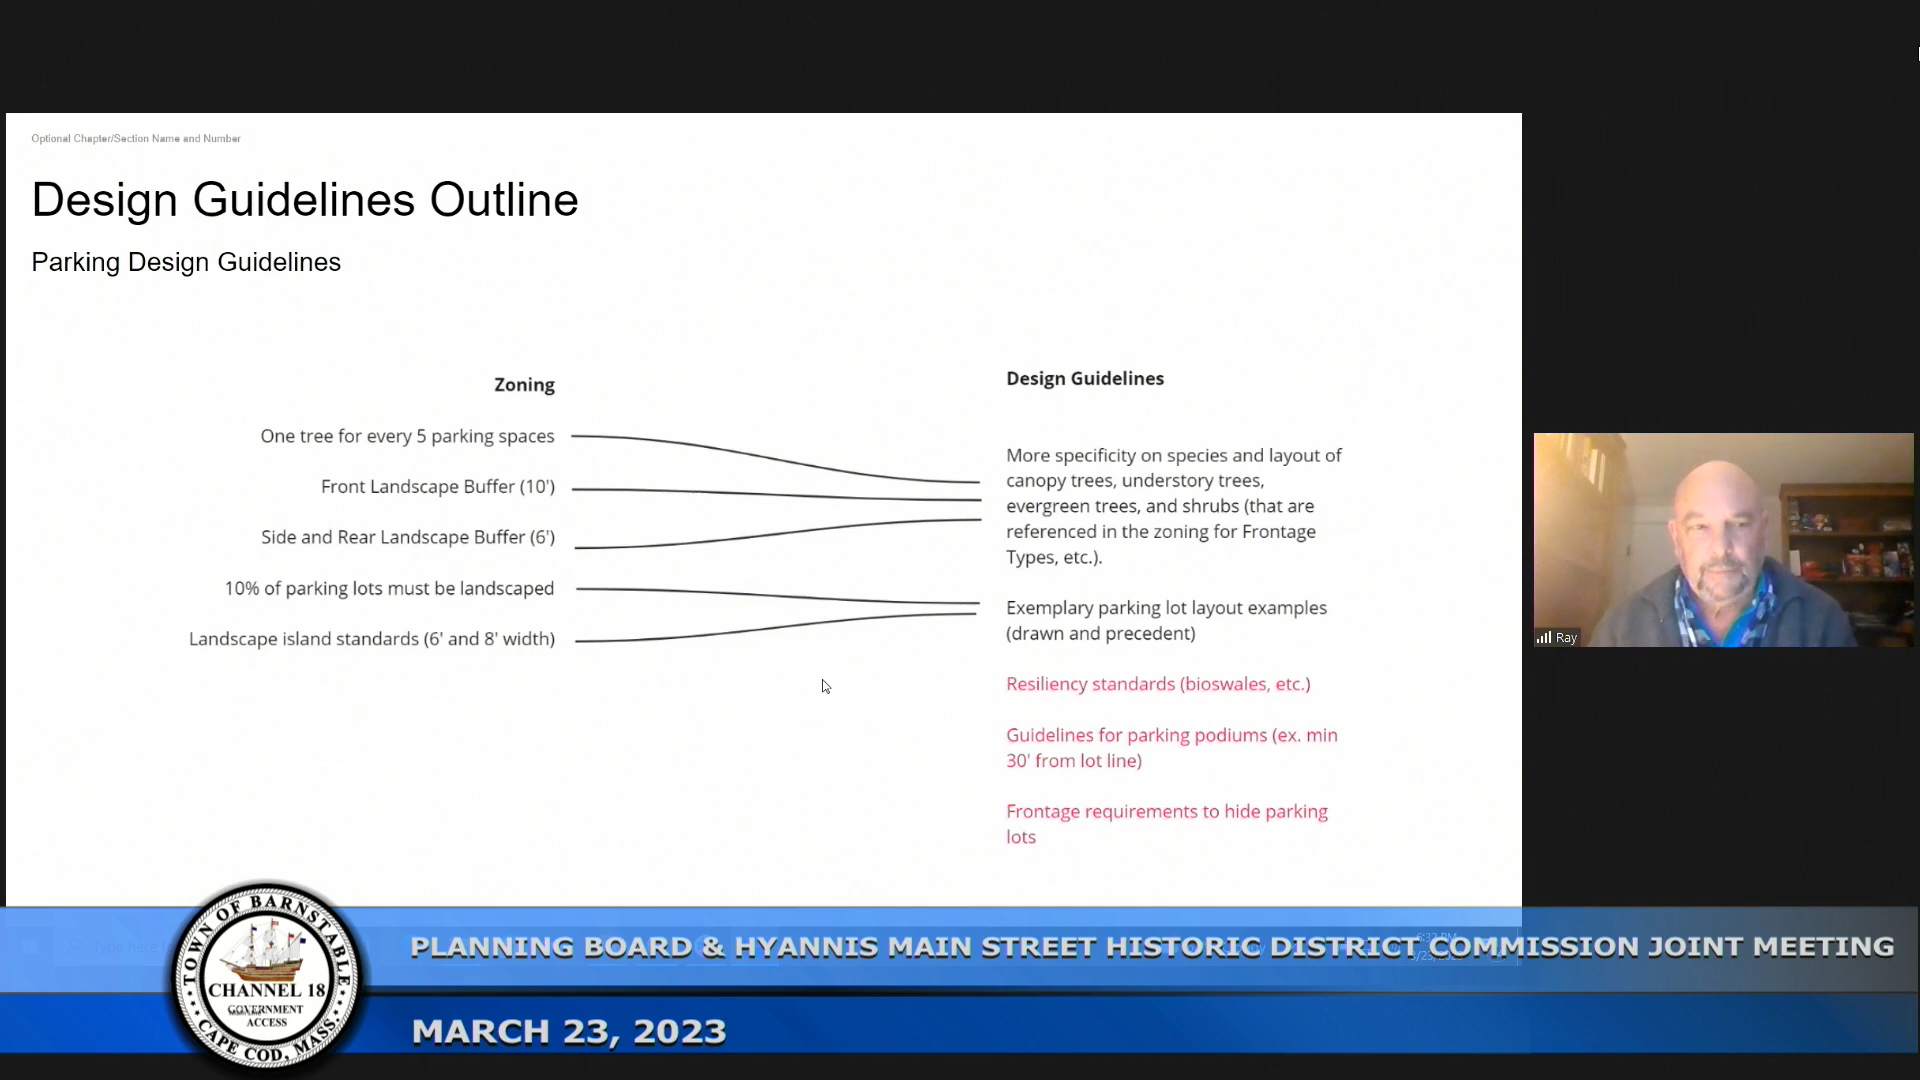 Optional Chapter/Section Name and Number
Design Guidelines Outline
Parking Design Guidelines
Zoning
One tree for every 5 parking spaces
Front Landscape Buffer (10')
Side and Rear Landscape Buffer (6')
10% of parking lots must be landscaped
Landscape island standards (6' and 8' width)
Design Guidelines
More specificity on species and layout of
canopy trees, understory trees,
evergreen trees, and shrubs (that are
referenced in the zoning for Frontage
Types, etc.).
Exemplary parking lot layout examples
(drawn and precedent)
Resiliency standards (bioswales, etc.)
Guidelines for parking podiums (ex. min
30' from lot line)
Frontage requirements to hide parking
lots
Ray
TOWN OF BARNSTABLE
CHANNEL 18
GOVERNMENT
ACCESS
CAPE COD, MASS.
PLANNING BOARD & HYANNIS MAIN STREET HISTORIC DISTRICT COMMISSION JOINT MEETING
MARCH 23, 2023